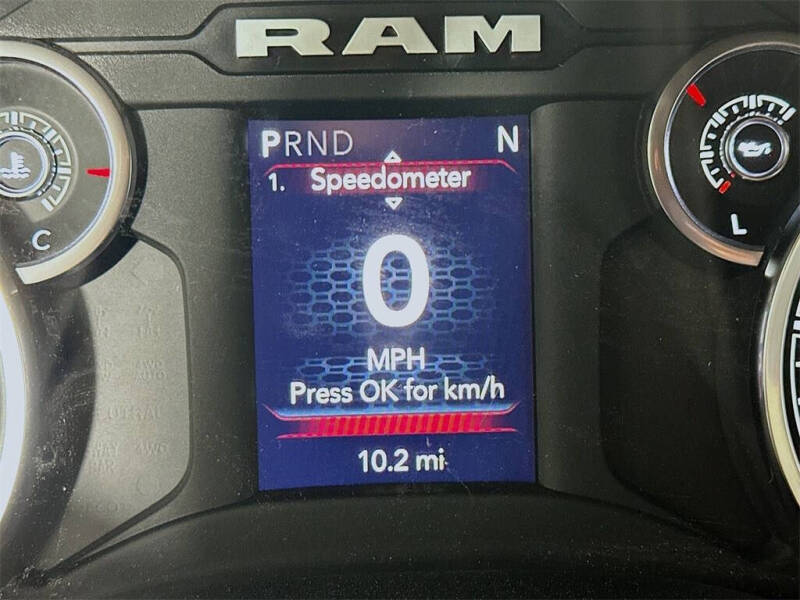 RAM
PRND N
1. Speedometer
0
MPH
Press OK for km/h
10.2 mi
C
L